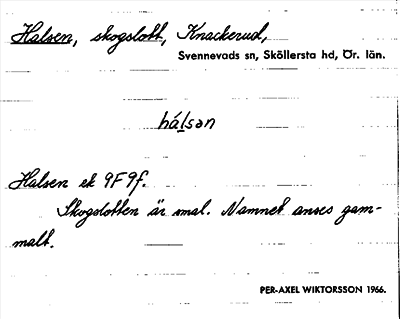 Halsen, skogslott, Knackerud,
Svennevads sn, Sköllersta hd, Ör. län.
hálsən
Halsen ek 9F9f.
Skogslotten är smal. Namnet anses gam-
malt.
PER-AXEL WIKTORSSON 1966.